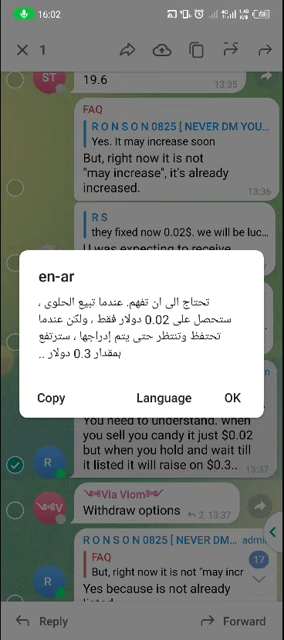 16:02
1
ST
19.6
13:35
FAQ
R O N S O N 0825 [ NEVER DM YOU...
Yes. It may increase soon
But, right now it is not
"may increase", it's already
increased.
13:36
R S
they fixed now 0.02$. we will be luc...
U was expecting to receive
en-ar
تحتاج الى ان تفهم. عندما تبيع الحلوى ،
ستحصل على 0.02 دولار فقط ، ولكن عندما
تحتفظ وتنتظر حتى يتم إدراجها ، سترتفع
بمقدار 0.3 دولار ..
Copy
Language
OK
You need to understand. when
you sell you candy it just $0.02
but when you hold and wait till
it listed it will raise on $0.3..
13:37
R
༺Via Viom༻
Withdraw options
2 13:37
R O N S O N 0825 [ NEVER DM...
admin
FAQ
But, right now it is not "may incr
Yes because is not already
listed
17
R
Reply
Forward